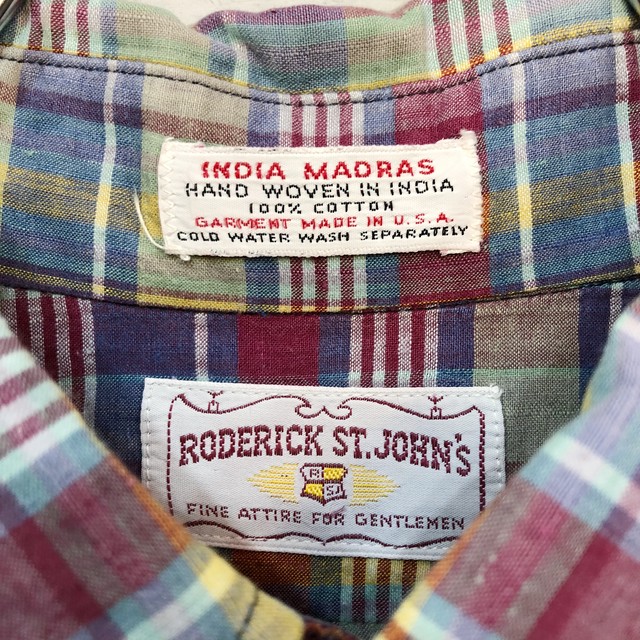 INDIA MADRAS
HAND WOVEN IN INDIA
100% COTTON
GARMENT MADE IN U.S.A.
COLD WATER WASH SEPARATELY
RODERICK ST. JOHN'S
R SJ
FINE ATTIRE FOR GENTLEMEN